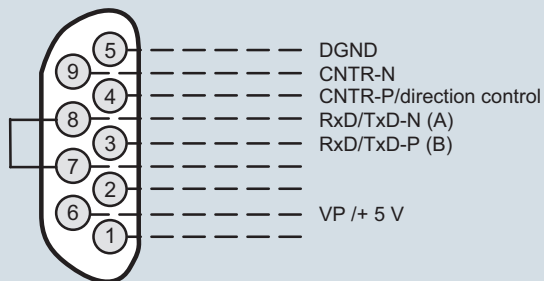 5 DGND
9 CNTR-N
4 CNTR-P/direction control
8 RxD/TxD-N (A)
3 RxD/TxD-P (B)
7
2
6 VP /+ 5 V
1